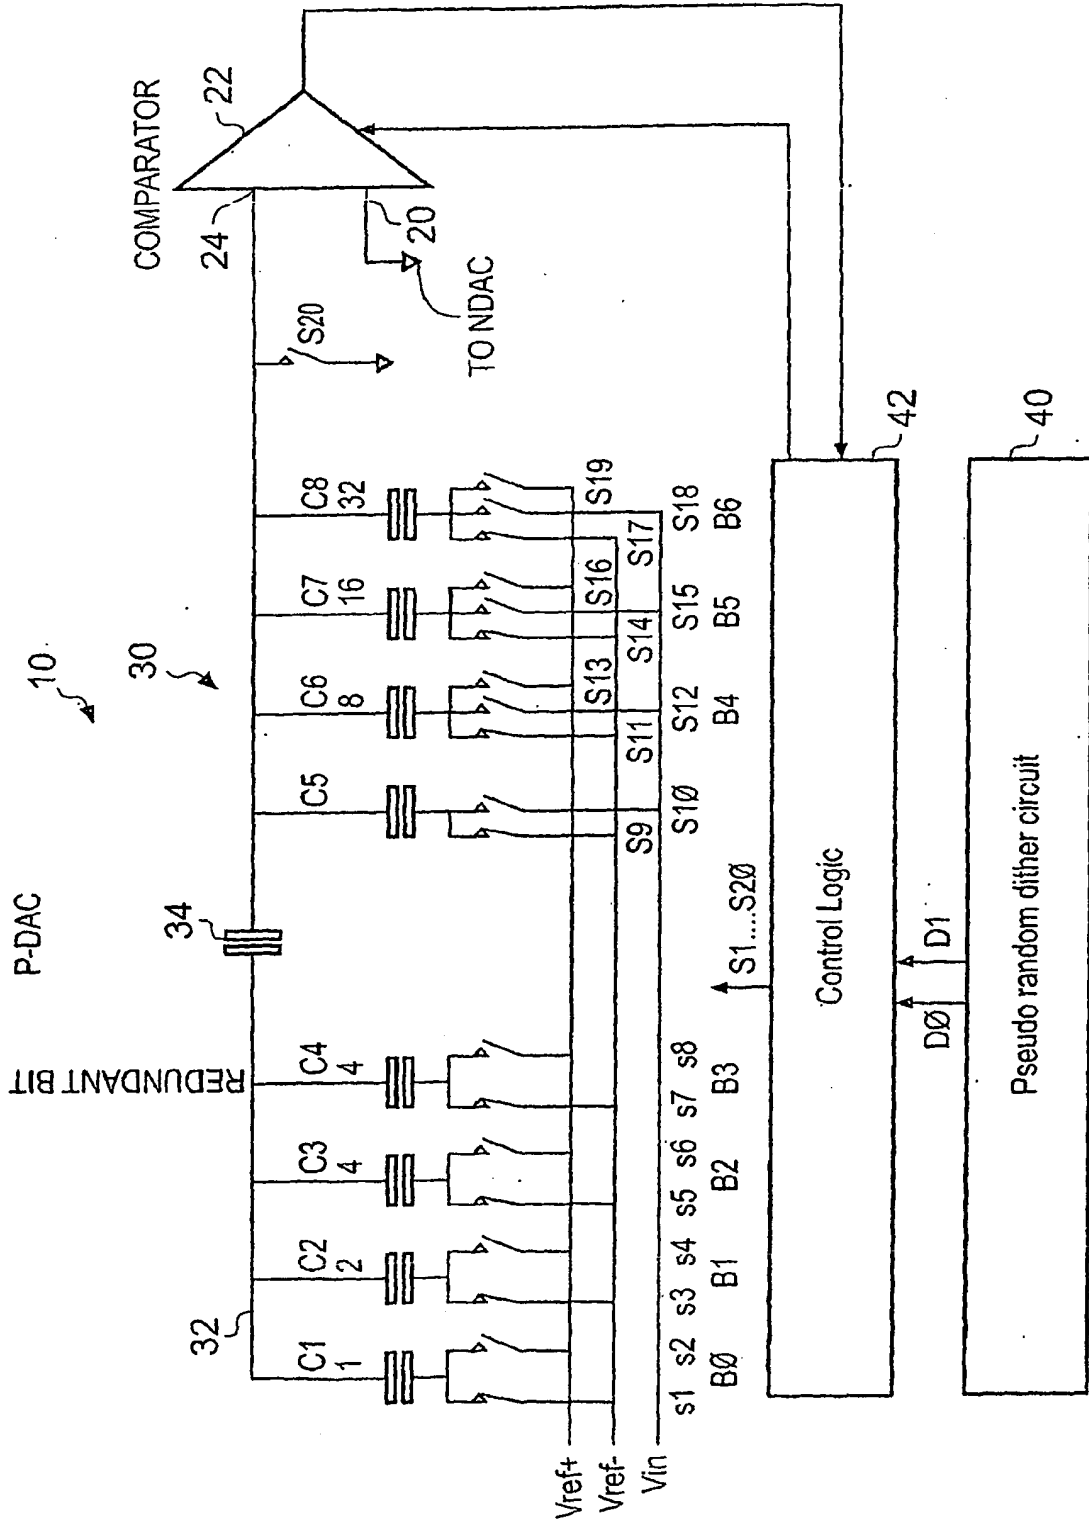 P-DAC
10
30
COMPARATOR
22
24
20
TO NDAC
S20
34
REDUNDANT BIT
32
C1
1
C2
2
C3
4
C4
4
C5
C6
8
C7
16
C8
32
Vref+
Vref-
Vin
S9
S11
S13
S14
S16
S17
S19
s1 s2
s3 s4
s5 s6
s7 s8
S10
S12
S15
S18
BØ
B1
B2
B3
B4
B5
B6
S1....S2Ø
Control Logic
42
DØ
D1
Pseudo random dither circuit
40